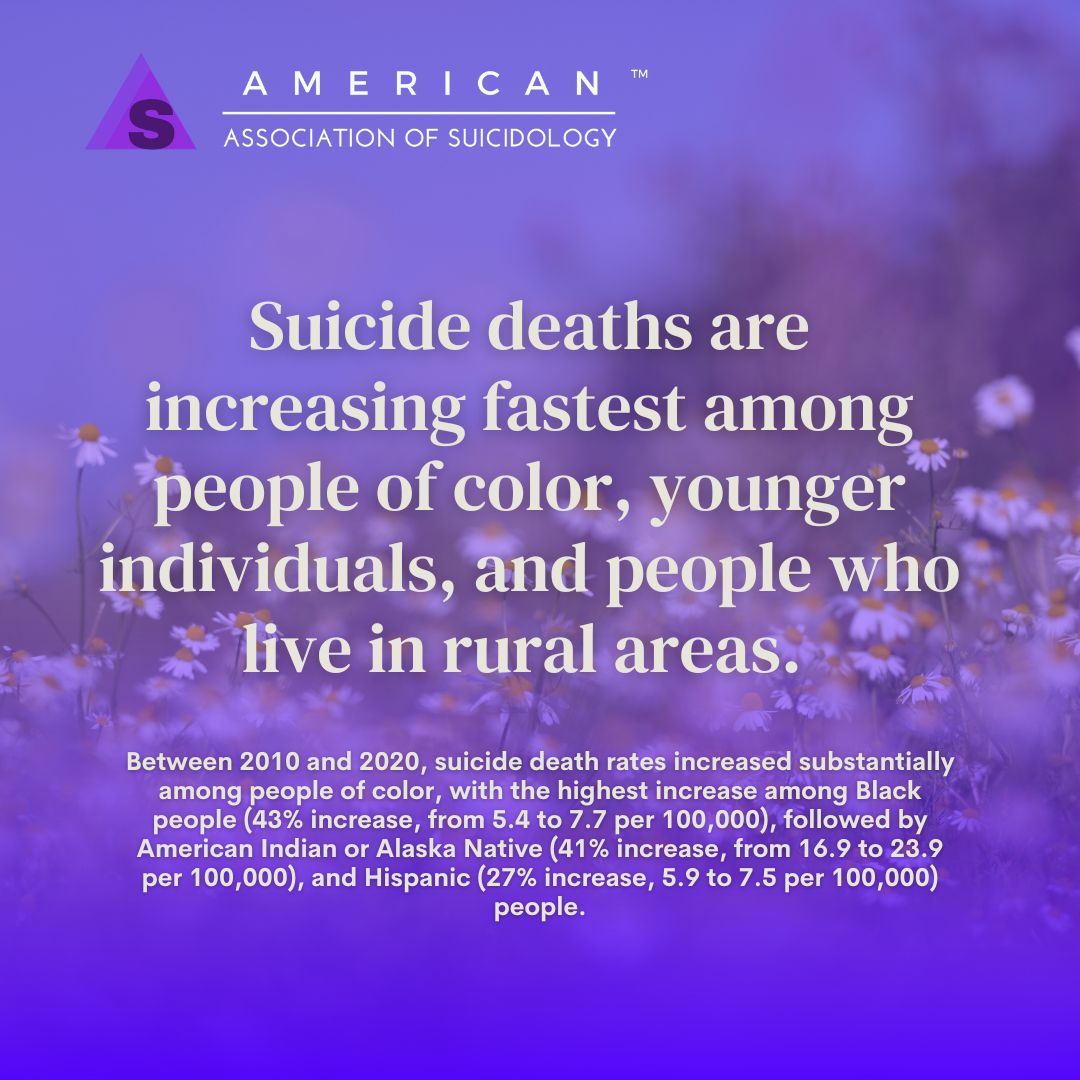 S
AMERICAN ™
ASSOCIATION OF SUICIDOLOGY
Suicide deaths are
increasing fastest among
people of color, younger
individuals, and people who
live in rural areas.
Between 2010 and 2020, suicide death rates increased substantially
among people of color, with the highest increase among Black
people (43% increase, from 5.4 to 7.7 per 100,000), followed by
American Indian or Alaska Native (41% increase, from 16.9 to 23.9
per 100,000), and Hispanic (27% increase, 5.9 to 7.5 per 100,000)
people.